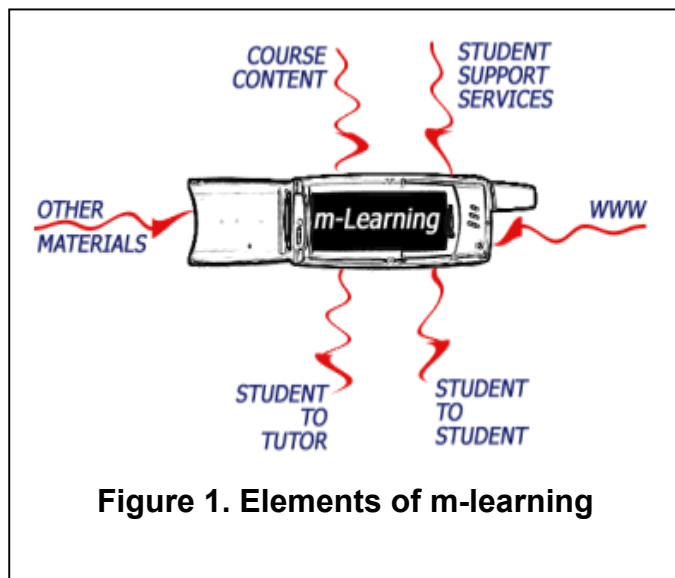 COURSE
CONTENT
STUDENT
SUPPORT
SERVICES
OTHER
MATERIALS
m-Learning
WWW
STUDENT
TO
TUTOR
STUDENT
TO
STUDENT
Figure 1. Elements of m-learning